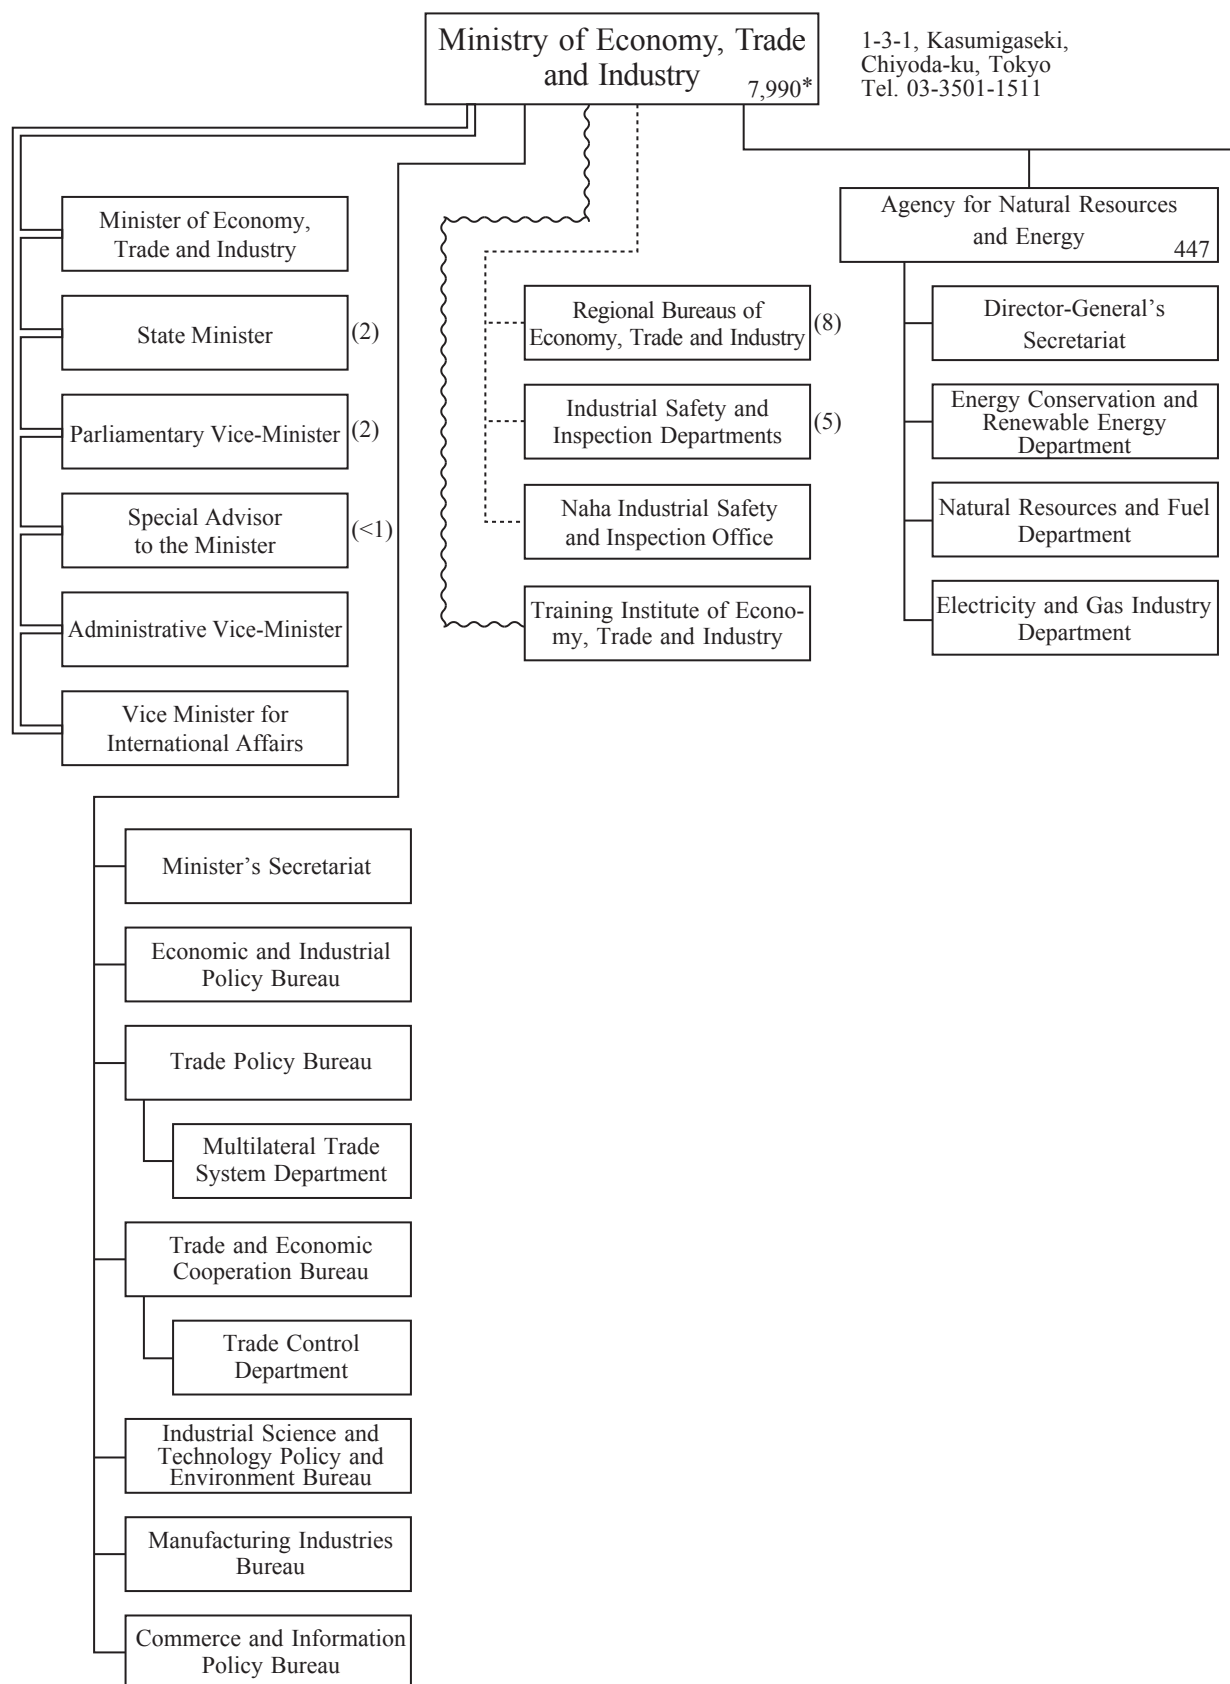 Ministry of Economy, Trade
and Industry
7,990*
1-3-1, Kasumigaseki,
Chiyoda-ku, Tokyo
Tel. 03-3501-1511
Minister of Economy,
Trade and Industry
State Minister
(2)
Parliamentary Vice-Minister
(2)
Special Advisor
to the Minister
(<1)
Administrative Vice-Minister
Vice Minister for
International Affairs
Regional Bureaus of
Economy, Trade and Industry
(8)
Industrial Safety and
Inspection Departments
(5)
Naha Industrial Safety
and Inspection Office
Training Institute of Econo-
my, Trade and Industry
Agency for Natural Resources
and Energy
447
Director-General’s
Secretariat
Energy Conservation and
Renewable Energy
Department
Natural Resources and Fuel
Department
Electricity and Gas Industry
Department
Minister’s Secretariat
Economic and Industrial
Policy Bureau
Trade Policy Bureau
Multilateral Trade
System Department
Trade and Economic
Cooperation Bureau
Trade Control
Department
Industrial Science and
Technology Policy and
Environment Bureau
Manufacturing Industries
Bureau
Commerce and Information
Policy Bureau